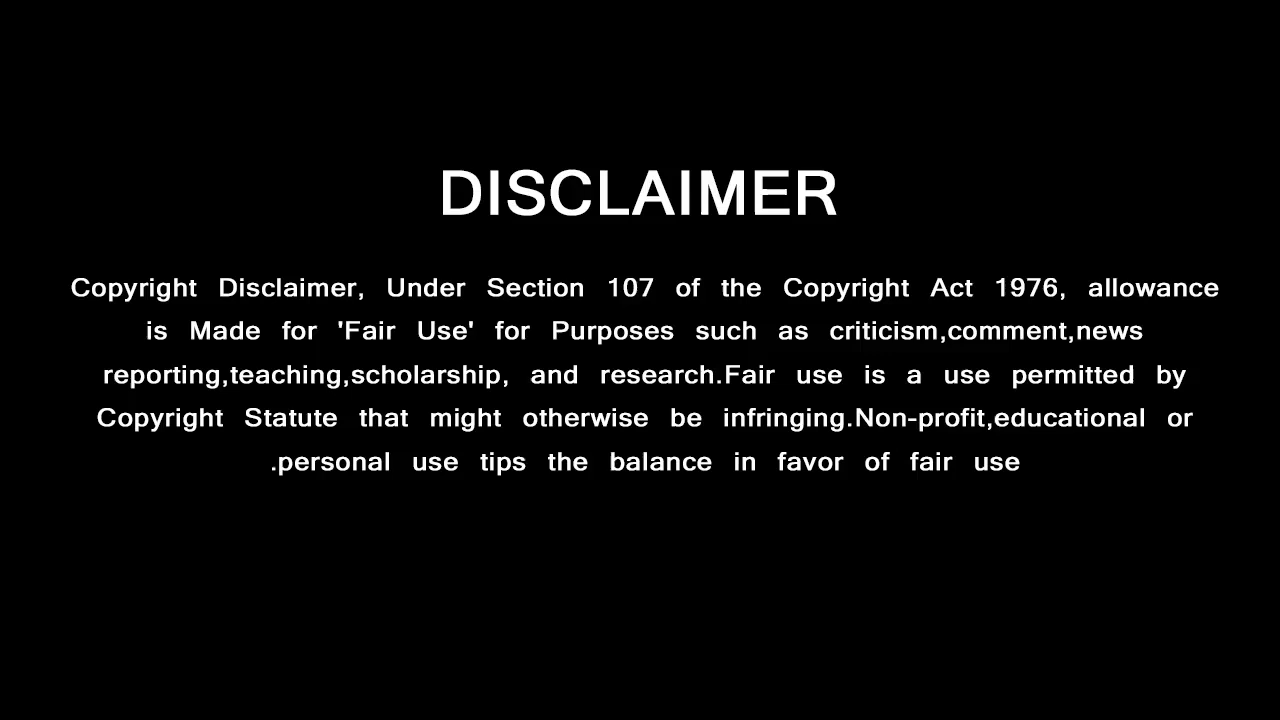 DISCLAIMER
Copyright Disclaimer, Under Section 107 of the Copyright Act 1976, allowance
is Made for 'Fair Use' for Purposes such as criticism,comment,news
reporting,teaching,scholarship, and research.Fair use is a use permitted by
Copyright Statute that might otherwise be infringing.Non-profit,educational or
.personal use tips the balance in favor of fair use